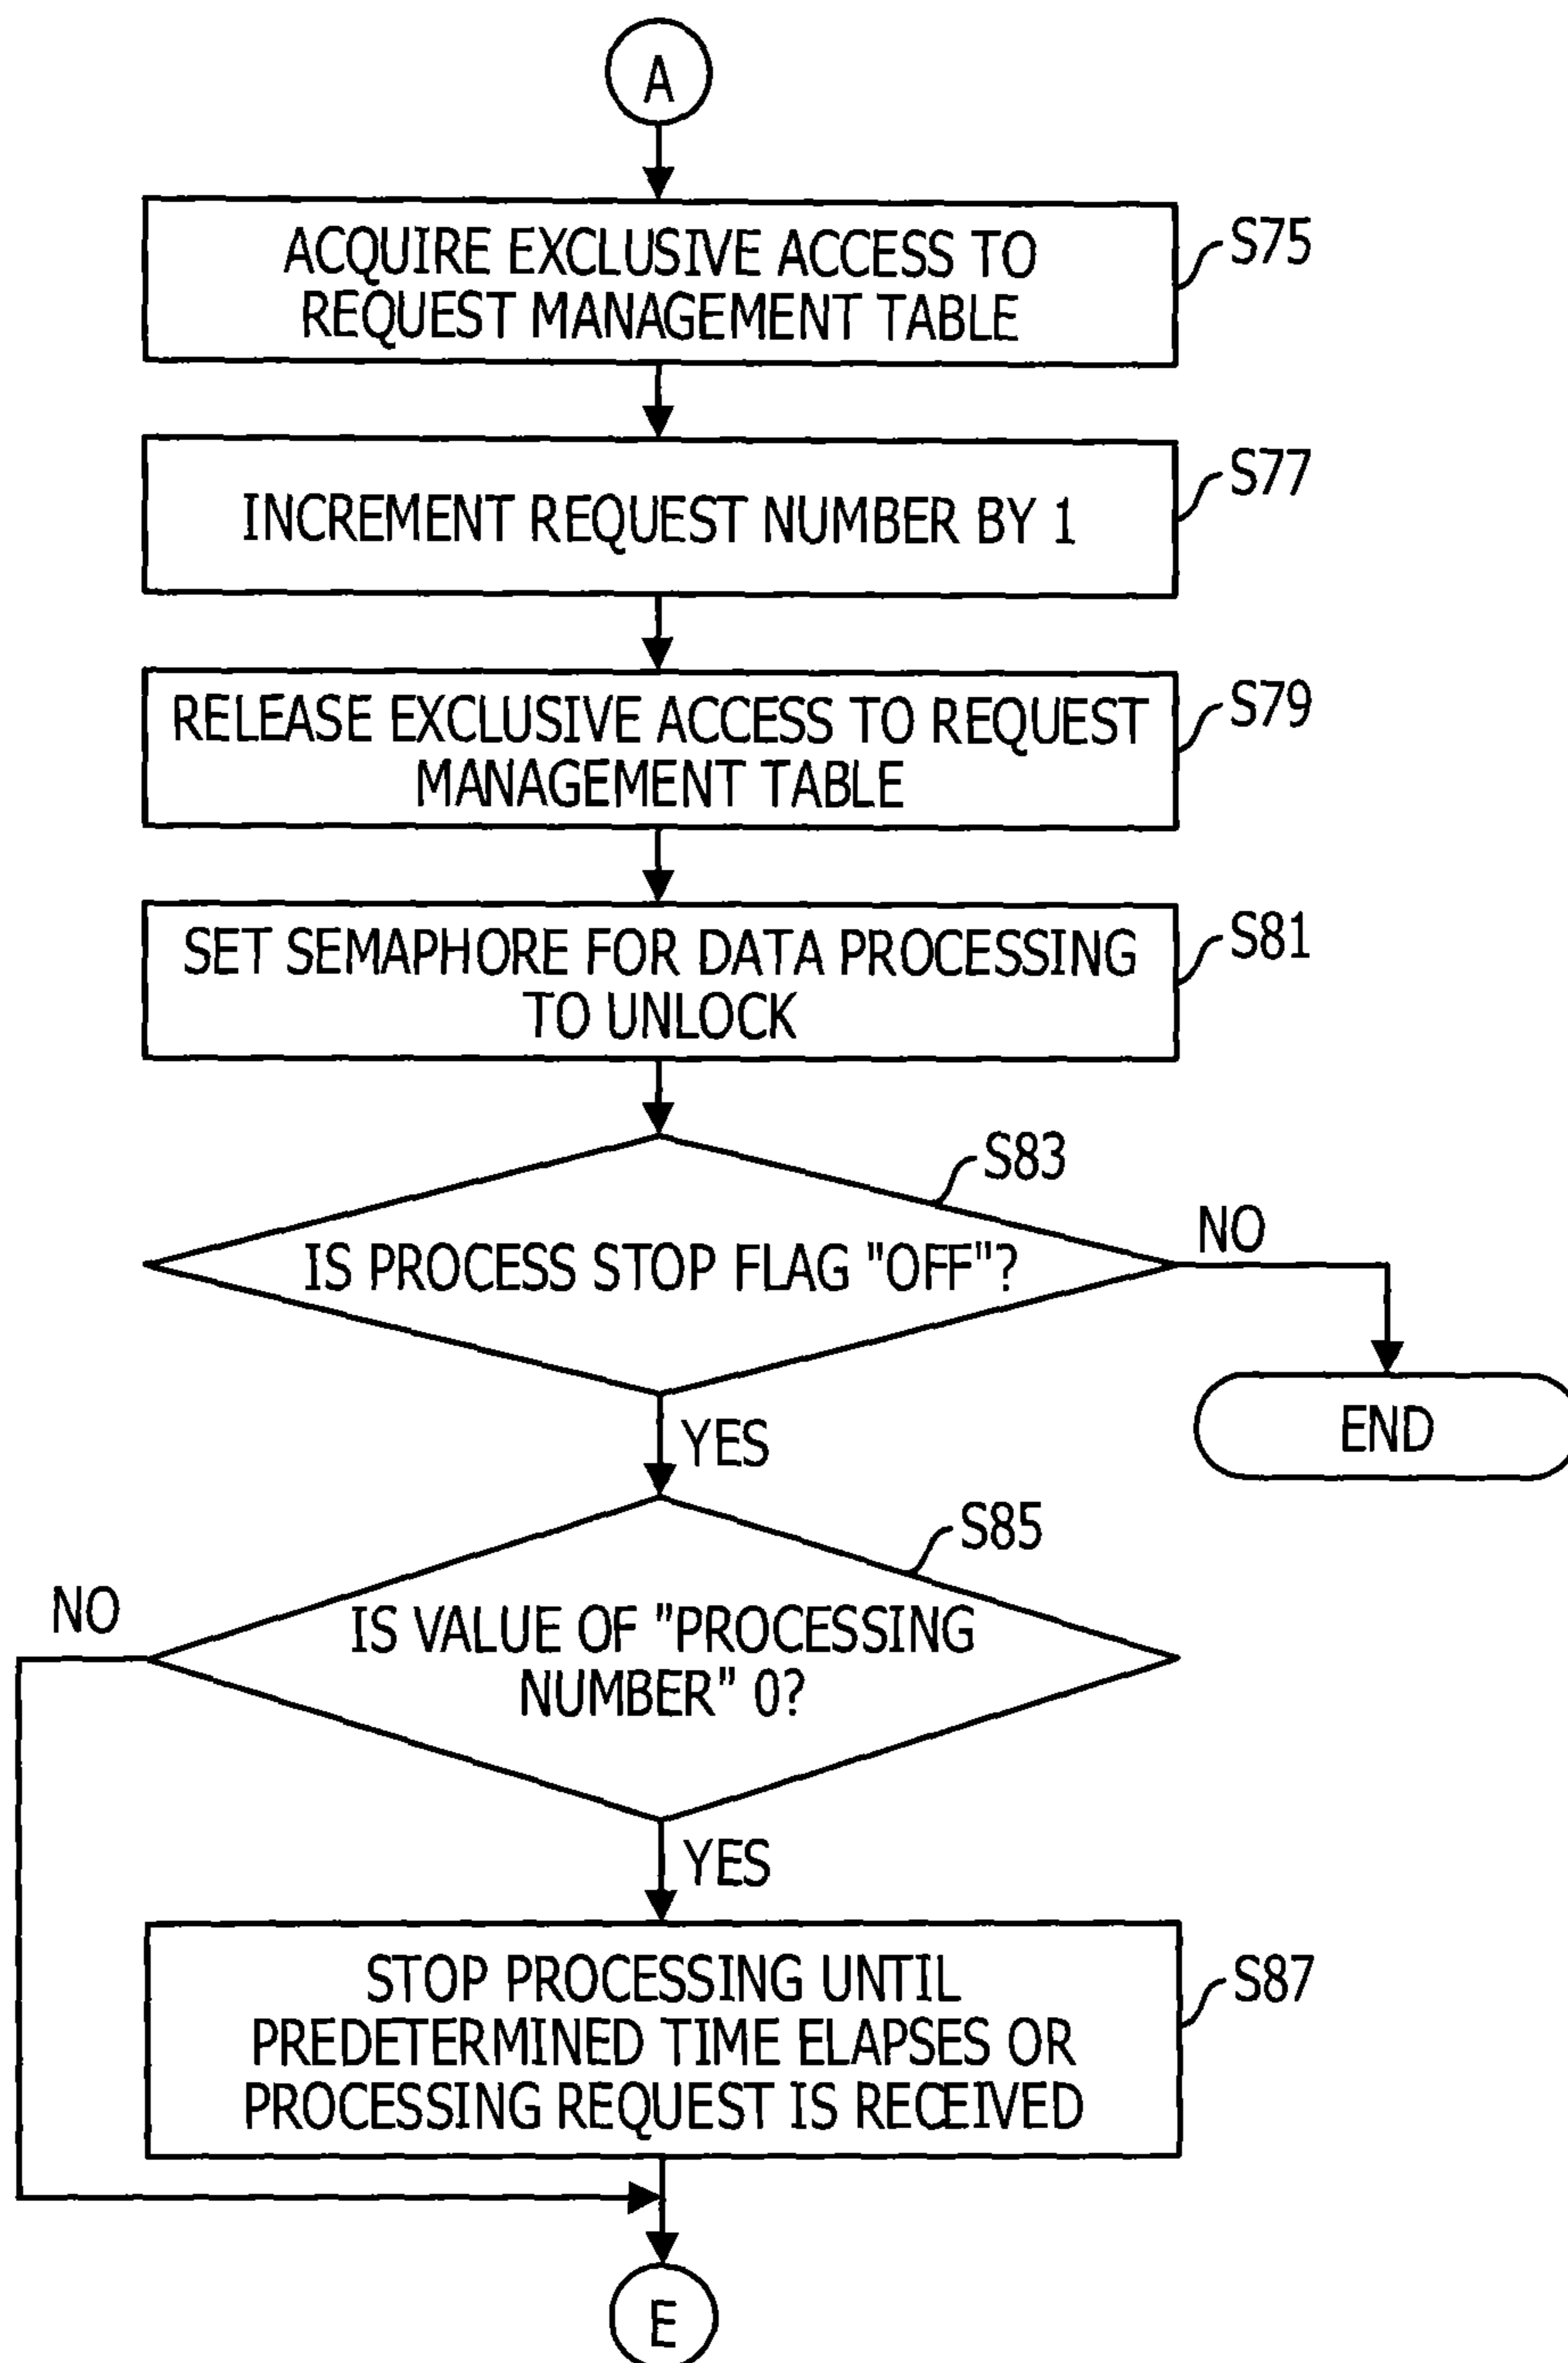 A
ACQUIRE EXCLUSIVE ACCESS TO
REQUEST MANAGEMENT TABLE
S75
INCREMENT REQUEST NUMBER BY 1
S77
RELEASE EXCLUSIVE ACCESS TO REQUEST
MANAGEMENT TABLE
S79
SET SEMAPHORE FOR DATA PROCESSING
TO UNLOCK
S81
S83
IS PROCESS STOP FLAG "OFF"?
NO
END
YES
S85
NO
IS VALUE OF "PROCESSING
NUMBER" 0?
YES
STOP PROCESSING UNTIL
PREDETERMINED TIME ELAPSES OR
PROCESSING REQUEST IS RECEIVED
S87
E